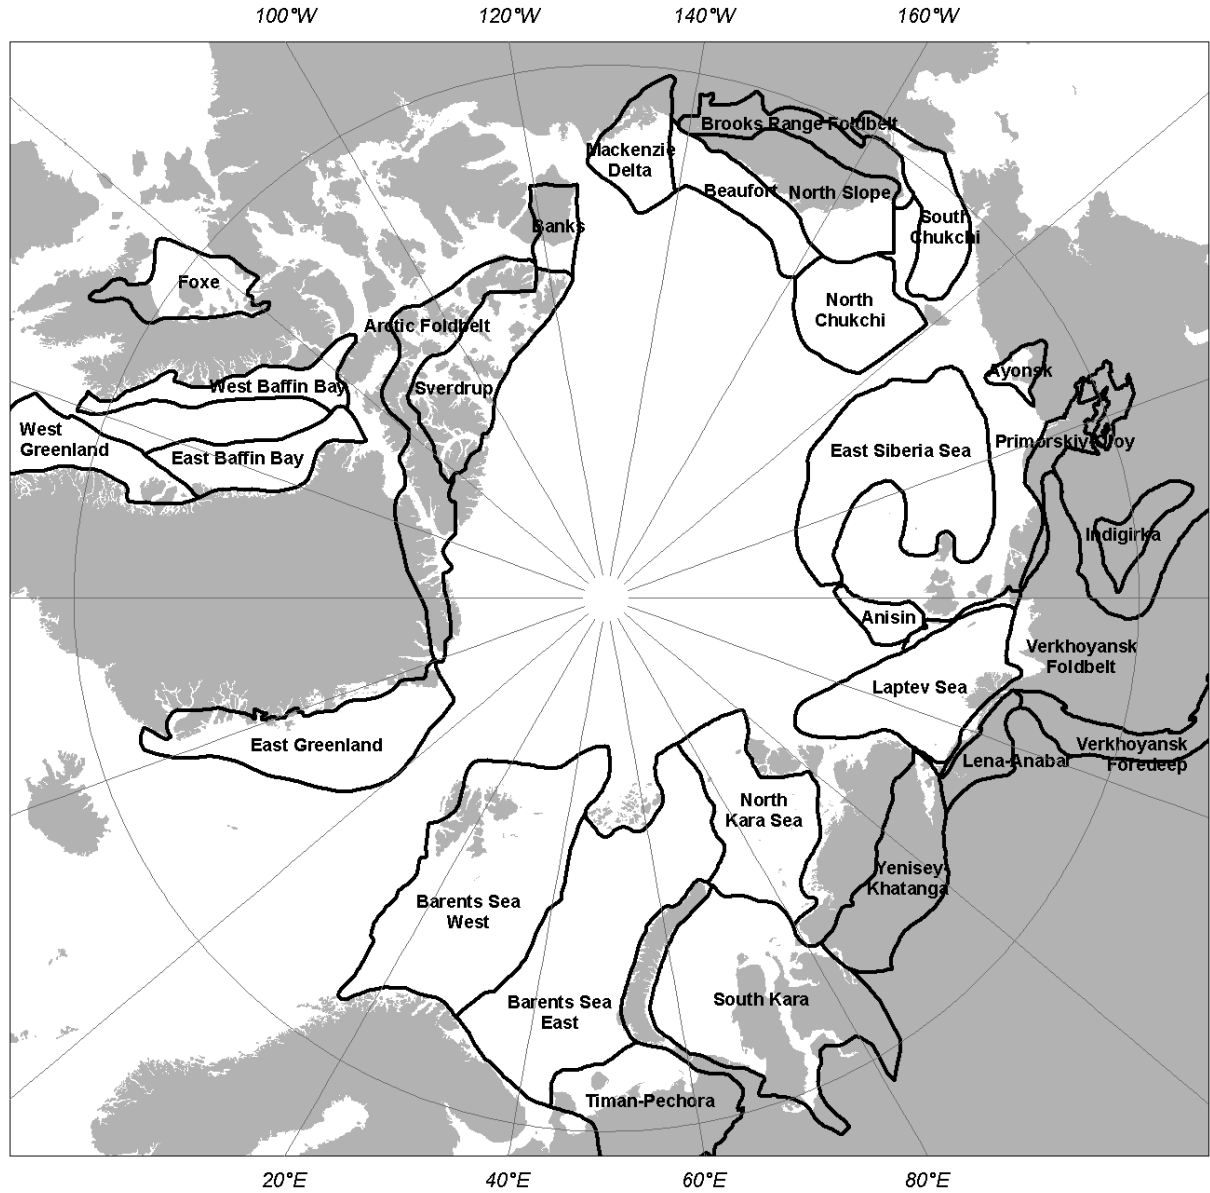 100°W
120°W
140°W
160°W
Brooks Range Foldbelt
Mackenzie
Delta
Beaufort
North Slope
South
Chukchi
Banks
Foxe
North
Chukchi
Arctic Foldbelt
Ayonsk
West Baffin Bay
Sverdrup
West
Greenland
East Baffin Bay
East Siberia Sea
Primorskiy-Oroy
Indigirka
Anisin
Verkhoyansk
Foldbelt
Laptev Sea
East Greenland
Lena-Anabar
Verkhoyansk
Foredeep
North
Kara Sea
Yenisey-
Khatanga
Barents Sea
West
Barents Sea
East
South Kara
Timan-Pechora
20°E
40°E
60°E
80°E